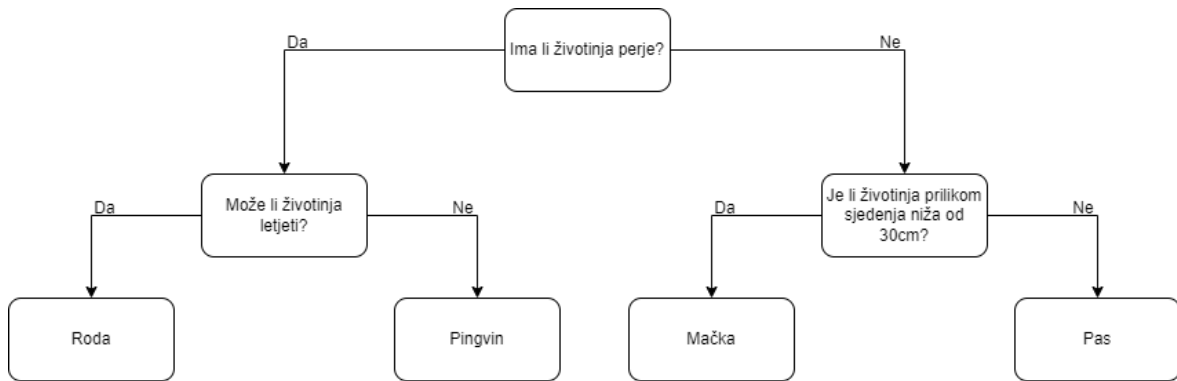 Ima li životinja perje?
Da
Ne
Može li životinja
letjeti?
Je li životinja prilikom
sjedenja niža od
30cm?
Da
Ne
Da
Ne
Roda
Pingvin
Mačka
Pas